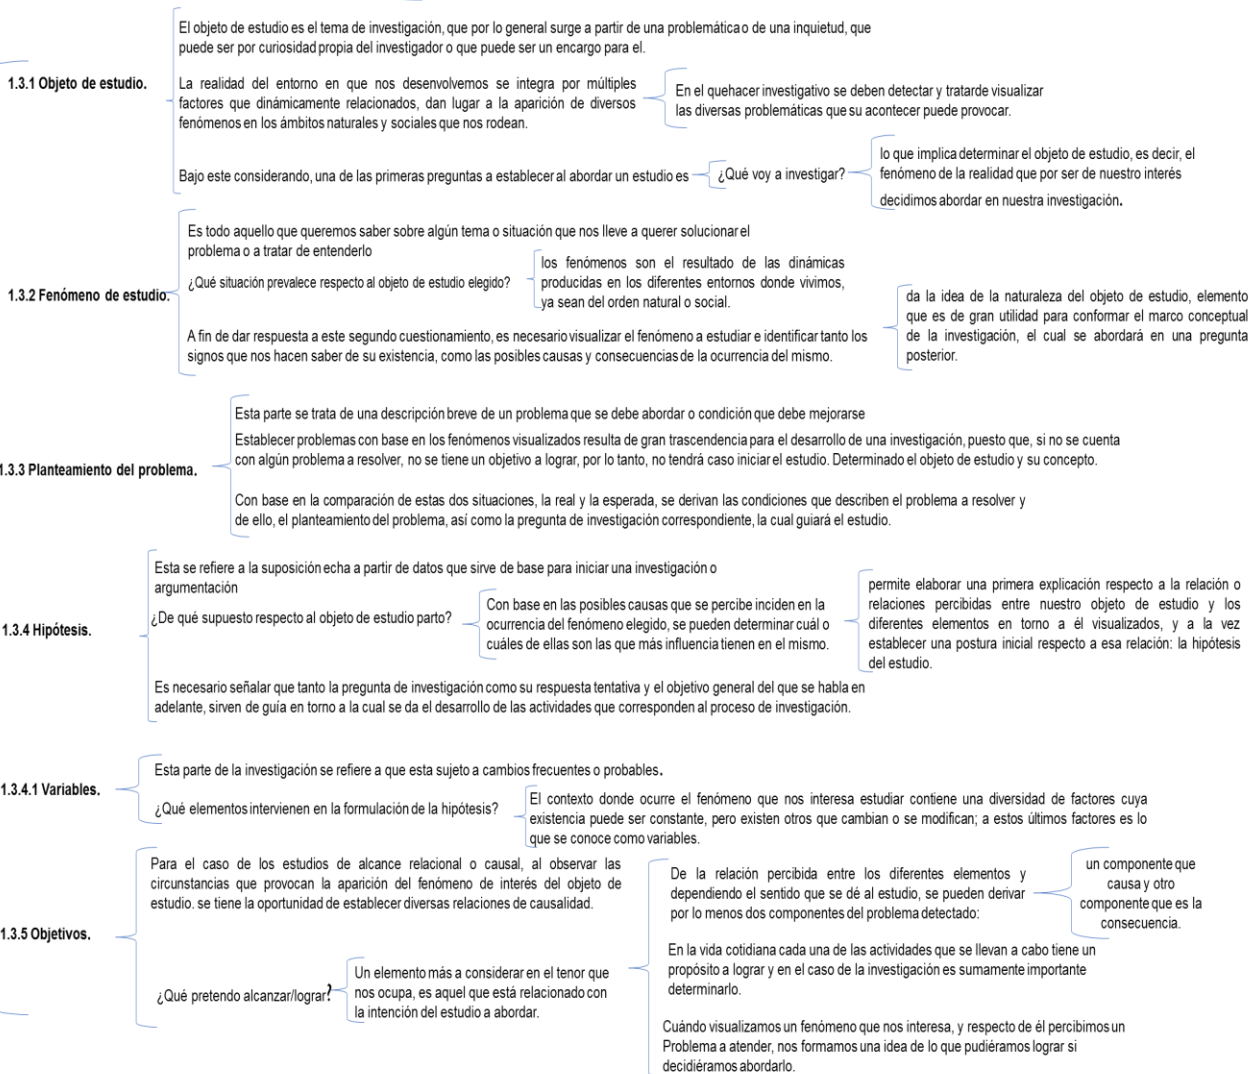 El objeto de estudio es el tema de investigación, que por lo general surge a partir de una problemática o de una inquietud, que
puede ser por curiosidad propia del investigador o que puede ser un encargo para el.
1.3.1 Objeto de estudio.
La realidad del entorno en que nos desenvolvemos se integra por múltiples
factores que dinámicamente relacionados, dan lugar a la aparición de diversos
fenómenos en los ámbitos naturales y sociales que nos rodean.
En el quehacer investigativo se deben detectar y tratarde visualizar
las diversas problemáticas que su acontecer puede provocar.
Bajo este considerando, una de las primeras preguntas a establecer al abordar un estudio es
¿Qué voy a investigar?
lo que implica determinar el objeto de estudio, es decir, el
fenómeno de la realidad que por ser de nuestro interés
decidimos abordar en nuestra investigación.
1.3.2 Fenómeno de estudio.
Es todo aquello que queremos saber sobre algún tema o situación que nos lleve a querer solucionar el
problema o a tratar de entenderlo
¿Qué situación prevalece respecto al objeto de estudio elegido?
los fenómenos son el resultado de las dinámicas
producidas en los diferentes entornos donde vivimos,
ya sean del orden natural o social.
A fin de dar respuesta a este segundo cuestionamiento, es necesario visualizar el fenómeno a estudiar e identificar tanto los
signos que nos hacen saber de su existencia, como las posibles causas y consecuencias de la ocurrencia del mismo.
da la idea de la naturaleza del objeto de estudio, elemento
que es de gran utilidad para conformar el marco conceptual
de la investigación, el cual se abordará en una pregunta
posterior.
1.3.3 Planteamiento del problema.
Esta parte se trata de una descripción breve de un problema que se debe abordar o condición que debe mejorarse
Establecer problemas con base en los fenómenos visualizados resulta de gran trascendencia para el desarrollo de una investigación, puesto que, si no se cuenta
con algún problema a resolver, no se tiene un objetivo a lograr, por lo tanto, no tendrá caso iniciar el estudio. Determinado el objeto de estudio y su concepto.
Con base en la comparación de estas dos situaciones, la real y la esperada, se derivan las condiciones que describen el problema a resolver y
de ello, el planteamiento del problema, así como la pregunta de investigación correspondiente, la cual guiará el estudio.
1.3.4 Hipótesis.
Esta se refiere a la suposición echa a partir de datos que sirve de base para iniciar una investigación o
argumentación
¿De qué supuesto respecto al objeto de estudio parto?
Con base en las posibles causas que se percibe inciden en la
ocurrencia del fenómeno elegido, se pueden determinar cuál o
cuáles de ellas son las que más influencia tienen en el mismo.
permite elaborar una primera explicación respecto a la relación o
relaciones percibidas entre nuestro objeto de estudio y los
diferentes elementos en torno a él visualizados, y a la vez
establecer una postura inicial respecto a esa relación: la hipótesis
del estudio.
Es necesario señalar que tanto la pregunta de investigación como su respuesta tentativa y el objetivo general del que se habla en
adelante, sirven de guía en torno a la cual se da el desarrollo de las actividades que corresponden al proceso de investigación.
1.3.4.1 Variables.
Esta parte de la investigación se refiere a que esta sujeto a cambios frecuentes o probables.
¿Qué elementos intervienen en la formulación de la hipótesis?
El contexto donde ocurre el fenómeno que nos interesa estudiar contiene una diversidad de factores cuya
existencia puede ser constante, pero existen otros que cambian o se modifican; a estos últimos factores es lo
que se conoce como variables.
1.3.5 Objetivos.
Para el caso de los estudios de alcance relacional o causal, al observar las
circunstancias que provocan la aparición del fenómeno de interés del objeto de
estudio. se tiene la oportunidad de establecer diversas relaciones de causalidad.
¿Qué pretendo alcanzar/lograr?
Un elemento más a considerar en el tenor que
nos ocupa, es aquel que está relacionado con
la intención del estudio a abordar.
De la relación percibida entre los diferentes elementos y
dependiendo el sentido que se dé al estudio, se pueden derivar
por lo menos dos componentes del problema detectado:
un componente que
causa y otro
componente que es la
consecuencia.
En la vida cotidiana cada una de las actividades que se llevan a cabo tiene un
propósito a lograr y en el caso de la investigación es sumamente importante
determinarlo.
Cuándo visualizamos un fenómeno que nos interesa, y respecto de él percibimos un
Problema a atender, nos formamos una idea de lo que pudiéramos lograr si
decidiéramos abordarlo.